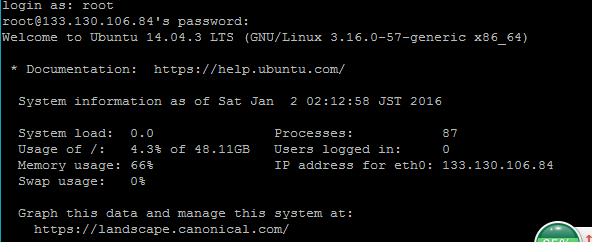 login as: root
root@133.130.106.84's password:
Welcome to Ubuntu 14.04.3 LTS (GNU/Linux 3.16.0-57-generic x86_64)
* Documentation:  https://help.ubuntu.com/
System information as of Sat Jan  2 02:12:58 JST 2016
System load:  0.0                Processes:           87
Usage of /:   4.3% of 48.11GB   Users logged in:     0
Memory usage: 66%               IP address for eth0: 133.130.106.84
Swap usage:   0%
Graph this data and manage this system at:
https://landscape.canonical.com/